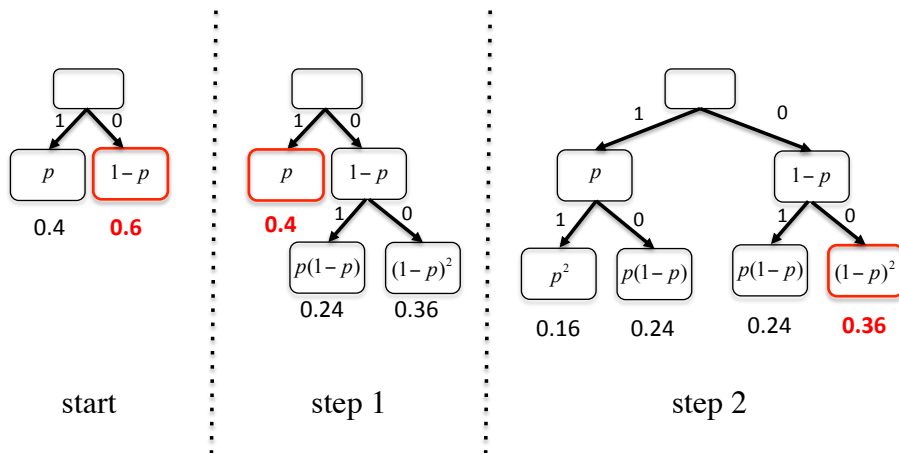 1 0
p 1−p
0.4 0.6
start
1 0
p 1−p
0.4
1 0
p(1−p) (1−p)²
0.24 0.36
step 1
1 0
p 1−p
1 0 1 0
p² p(1−p) p(1−p) (1−p)²
0.16 0.24 0.24 0.36
step 2